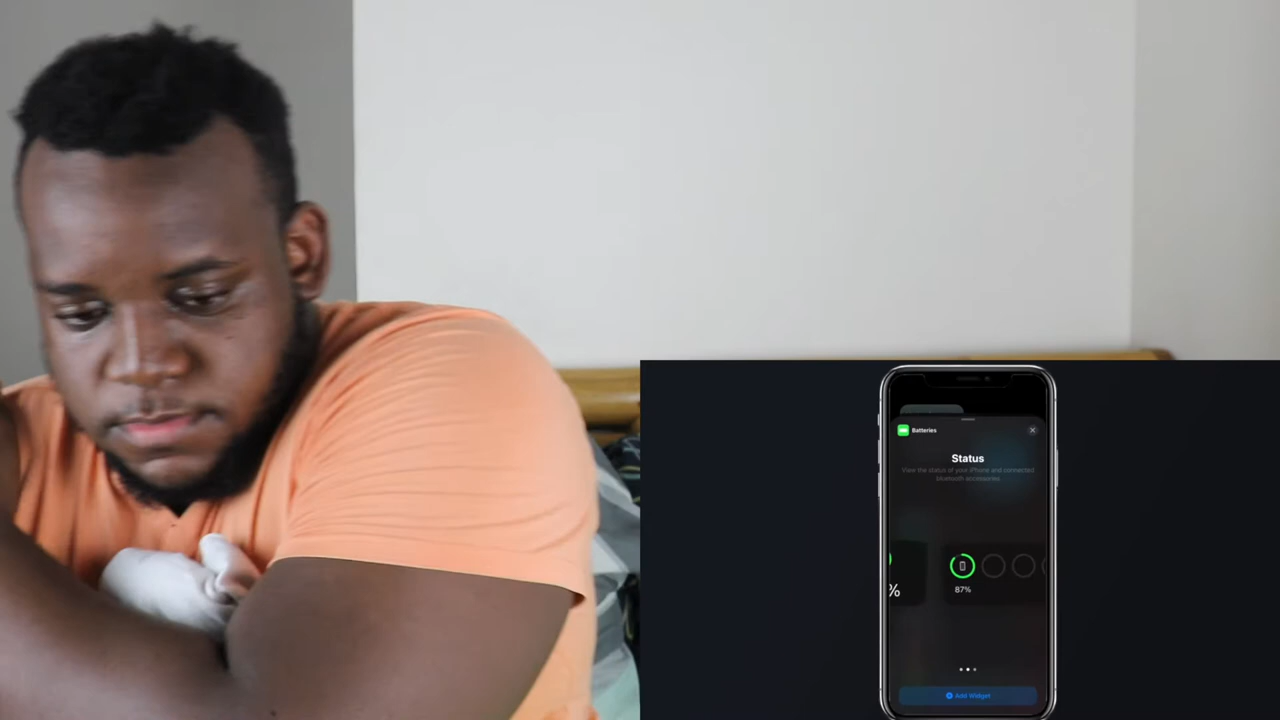 Batteries
Status
View the status of your iPhone and connected
bluetooth accessories
%
87%
Add Widget